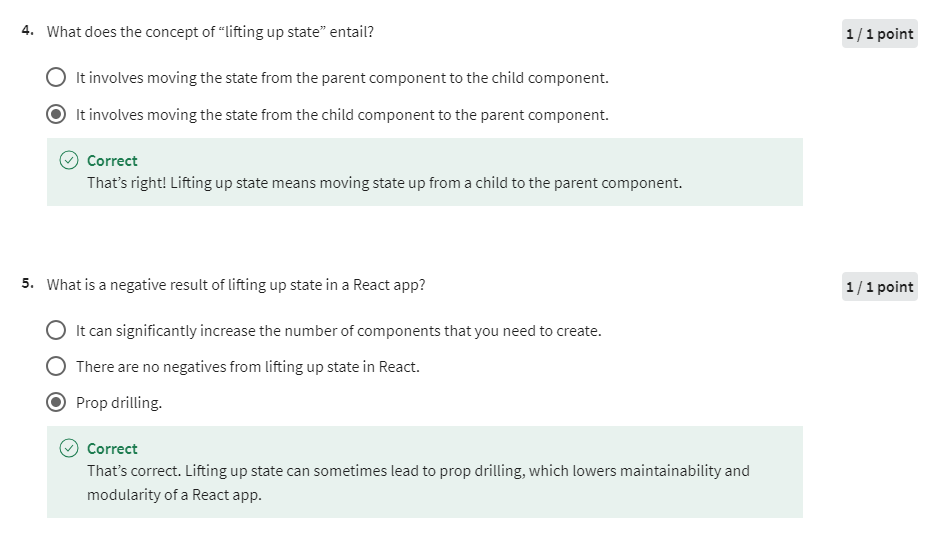 4. What does the concept of “lifting up state” entail?
1 / 1 point
It involves moving the state from the parent component to the child component.
It involves moving the state from the child component to the parent component.
Correct
That’s right! Lifting up state means moving state up from a child to the parent component.
5. What is a negative result of lifting up state in a React app?
1 / 1 point
It can significantly increase the number of components that you need to create.
There are no negatives from lifting up state in React.
Prop drilling.
Correct
That’s correct. Lifting up state can sometimes lead to prop drilling, which lowers maintainability and
modularity of a React app.